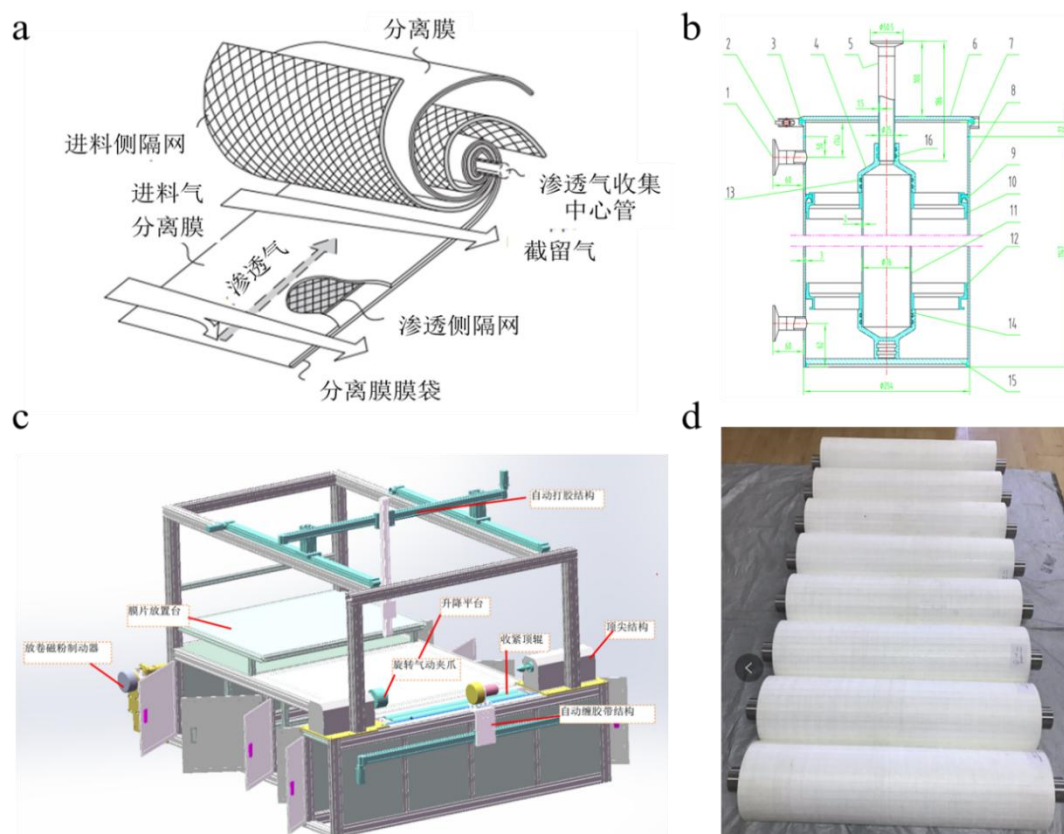 a
分离膜
进料侧隔网
进料气
分离膜
渗透气
渗透气收集
中心管
截留气
渗透侧隔网
分离膜膜袋
b
2
3
4
5
6
7
1
8
16
9
13
10
11
12
14
15
60
60
c
自动打胶结构
膜片放置台
升降平台
放卷磁粉制动器
收紧顶辊
顶尖结构
旋转气动夹爪
自动缠胶带结构
d